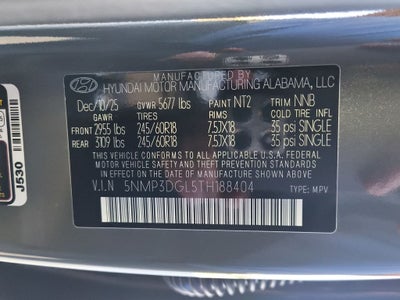 MANUFACTURED BY
HYUNDAI MOTOR MANUFACTURING ALABAMA, LLC
Dec/10/25 GVWR 5677 lbs PAINT NT2 TRIM NNB
GAWR TIRE RIMS COLD TIRE INFL
FRONT 2955 lbs 245/60R18 7.5JX18 35 psi SINGLE
REAR 3109 lbs 245/60R18 7.5JX18 35 psi SINGLE
THIS VEHICLE CONFORMS TO ALL APPLICABLE U.S.A. FEDERAL
MOTOR VEHICLE SAFETY AND THEFT PREVENTION STANDARDS
IN EFFECT ON THE DATE OF MANUFACTURE SHOWN ABOVE.
V.I.N 5NMP3DGL5TH188404 TYPE: MPV
J530